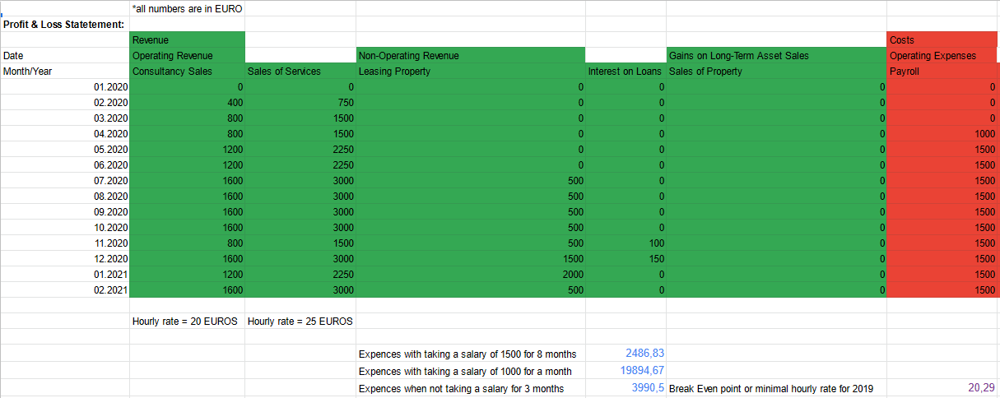 *all numbers are in EURO
Profit & Loss Statetement:
Revenue Costs
Date Operating Revenue Non-Operating Revenue Gains on Long-Term Asset Sales Operating Expenses
Month/Year Consultancy Sales Sales of Services Leasing Property Interest on Loans Sales of Property Payroll
01.2020 0 0 0 0 0 0
02.2020 400 750 0 0 0 0
03.2020 800 1500 0 0 0 0
04.2020 800 1500 0 0 0 1000
05.2020 1200 2250 0 0 0 1500
06.2020 1200 2250 0 0 0 1500
07.2020 1600 3000 500 0 0 1500
08.2020 1600 3000 500 0 0 1500
09.2020 1600 3000 500 0 0 1500
10.2020 1600 3000 500 0 0 1500
11.2020 800 1500 500 100 0 1500
12.2020 1600 3000 1500 150 0 1500
01.2021 1200 2250 2000 0 0 1500
02.2021 1600 3000 500 0 0 1500
Hourly rate = 20 EUROS Hourly rate = 25 EUROS
Expences with taking a salary of 1500 for 8 months 2486,83
Expences with taking a salary of 1000 for a month 19894,67
Expences when not taking a salary for 3 months 3990,5 Break Even point or minimal hourly rate for 2019 20,29